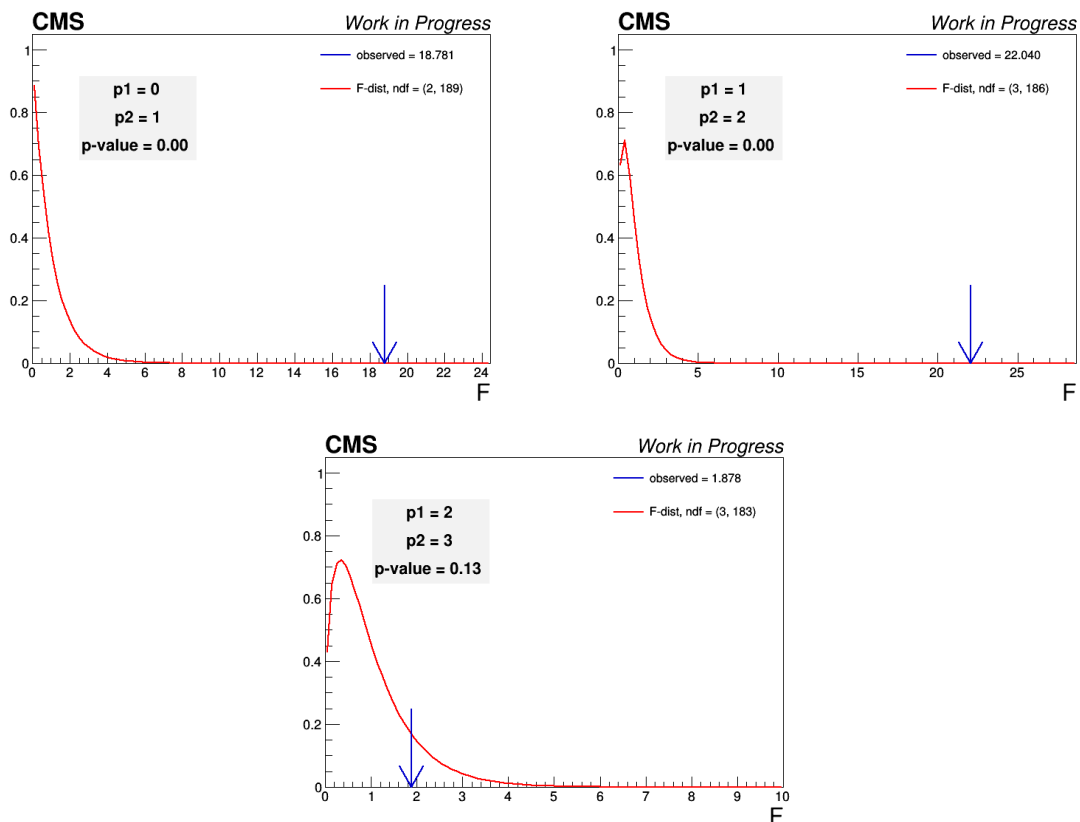 CMS Work in Progress
observed = 18.781
F-dist, ndf = (2, 189)
p1 = 0
p2 = 1
p-value = 0.00
1
0.8
0.6
0.4
0.2
0
0 2 4 6 8 10 12 14 16 18 20 22 24
F
CMS Work in Progress
observed = 22.040
F-dist, ndf = (3, 186)
p1 = 1
p2 = 2
p-value = 0.00
1
0.8
0.6
0.4
0.2
0
0 5 10 15 20 25
F
CMS Work in Progress
observed = 1.878
F-dist, ndf = (3, 183)
p1 = 2
p2 = 3
p-value = 0.13
1
0.8
0.6
0.4
0.2
0
0 1 2 3 4 5 6 7 8 9 10
F